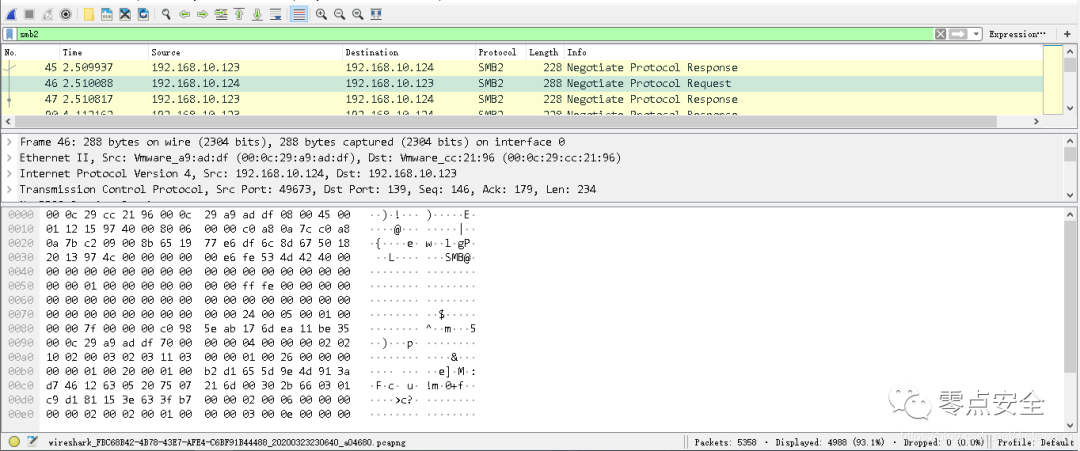 smb2
Expression…
+
No. Time Source Destination Protocol Length Info
45 2.509937 192.168.10.123 192.168.10.124 SMB2 228 Negotiate Protocol Response
46 2.510088 192.168.10.124 192.168.10.123 SMB2 288 Negotiate Protocol Request
47 2.510817 192.168.10.123 192.168.10.124 SMB2 228 Negotiate Protocol Response
Frame 46: 288 bytes on wire (2304 bits), 288 bytes captured (2304 bits) on interface 0
Ethernet II, Src: Vmware_a9:ad:df (00:0c:29:a9:ad:df), Dst: Vmware_cc:21:96 (00:0c:29:cc:21:96)
Internet Protocol Version 4, Src: 192.168.10.124, Dst: 192.168.10.123
Transmission Control Protocol, Src Port: 49673, Dst Port: 139, Seq: 146, Ack: 179, Len: 234
0000 00 0c 29 cc 21 96 00 0c 29 a9 ad df 08 00 45 00 ··)·!··· )·····E·
0010 01 12 15 97 40 00 80 06 00 00 c0 a8 0a 7c c0 a8 ····@··· ·····|··
0020 0a 7b c2 09 00 8b 65 19 77 e6 df 6c 8d 67 50 18 ·{····e· w··l·gP·
0030 20 13 97 4c 00 00 00 00 00 e6 fe 53 4d 42 40 00 ···L···· ···SMB@·
0040 00 00 00 00 00 00 00 00 00 00 00 00 00 00 00 00 ········ ········
0050 00 00 01 00 00 00 00 00 00 00 ff fe 00 00 00 00 ········ ········
0060 00 00 00 00 00 00 00 00 00 00 00 00 00 00 00 00 ········ ········
0070 00 00 00 00 00 00 00 00 00 00 24 00 05 00 01 00 ········ ··$·····
0080 00 00 7f 00 00 00 c0 98 5e ab 17 6d ea 11 be 35 ········ ^··m···5
0090 00 0c 29 a9 ad df 70 00 00 00 04 00 00 00 02 02 ··)···p· ········
00a0 10 02 00 03 02 03 11 03 00 00 01 00 26 00 00 00 ········ ····&···
00b0 00 00 01 00 20 00 01 00 b2 d1 65 5d 9e 4d 91 3a ········ ··e]·M·:
00c0 d7 46 12 63 05 20 75 07 21 6d 00 30 2b 66 03 01 ·F·c· u· !m·0+f··
00d0 c9 d1 81 15 3e 63 3f b7 00 00 02 00 06 00 00 00 ····>c?· ········
00e0 00 00 02 00 02 00 01 00 00 00 03 00 0e 00 00 00 ········ ········
零点安全
wireshark_FBC68B42-4B78-43E7-AFE4-C6BF91B44488_20200323230640_a04680.pcapng
Packets: 5358 · Displayed: 4988 (93.1%) · Dropped: 0 (0.0%)
Profile: Default